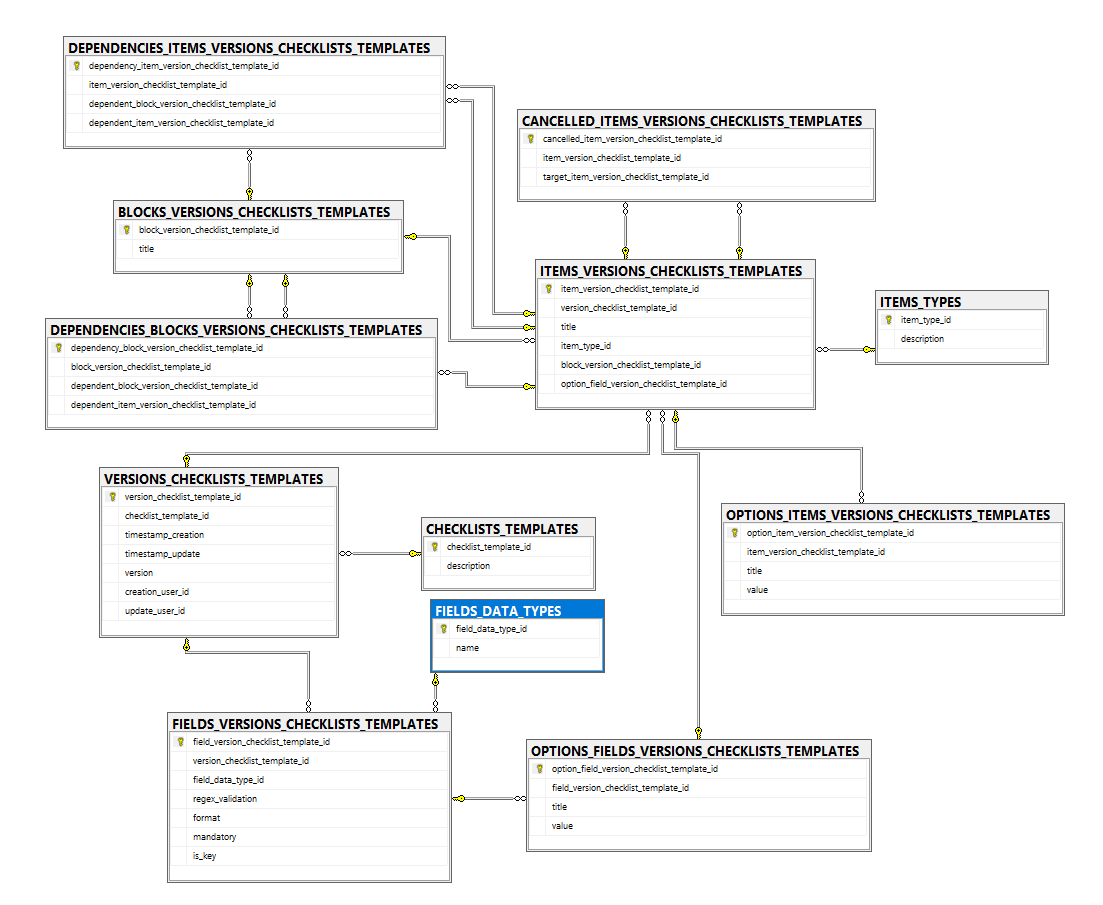 DEPENDENCIES_ITEMS_VERSIONS_CHECKLISTS_TEMPLATES
dependency_item_version_checklist_template_id
item_version_checklist_template_id
dependent_block_version_checklist_template_id
dependent_item_version_checklist_template_id
CANCELLED_ITEMS_VERSIONS_CHECKLISTS_TEMPLATES
cancelled_item_version_checklist_template_id
item_version_checklist_template_id
target_item_version_checklist_template_id
BLOCKS_VERSIONS_CHECKLISTS_TEMPLATES
block_version_checklist_template_id
title
ITEMS_VERSIONS_CHECKLISTS_TEMPLATES
item_version_checklist_template_id
version_checklist_template_id
title
item_type_id
block_version_checklist_template_id
option_field_version_checklist_template_id
ITEMS_TYPES
item_type_id
description
DEPENDENCIES_BLOCKS_VERSIONS_CHECKLISTS_TEMPLATES
dependency_block_version_checklist_template_id
block_version_checklist_template_id
dependent_block_version_checklist_template_id
dependent_item_version_checklist_template_id
VERSIONS_CHECKLISTS_TEMPLATES
version_checklist_template_id
checklist_template_id
timestamp_creation
timestamp_update
version
creation_user_id
update_user_id
CHECKLISTS_TEMPLATES
checklist_template_id
description
OPTIONS_ITEMS_VERSIONS_CHECKLISTS_TEMPLATES
option_item_version_checklist_template_id
item_version_checklist_template_id
title
value
FIELDS_DATA_TYPES
field_data_type_id
name
FIELDS_VERSIONS_CHECKLISTS_TEMPLATES
field_version_checklist_template_id
version_checklist_template_id
field_data_type_id
regex_validation
format
mandatory
is_key
OPTIONS_FIELDS_VERSIONS_CHECKLISTS_TEMPLATES
option_field_version_checklist_template_id
field_version_checklist_template_id
title
value